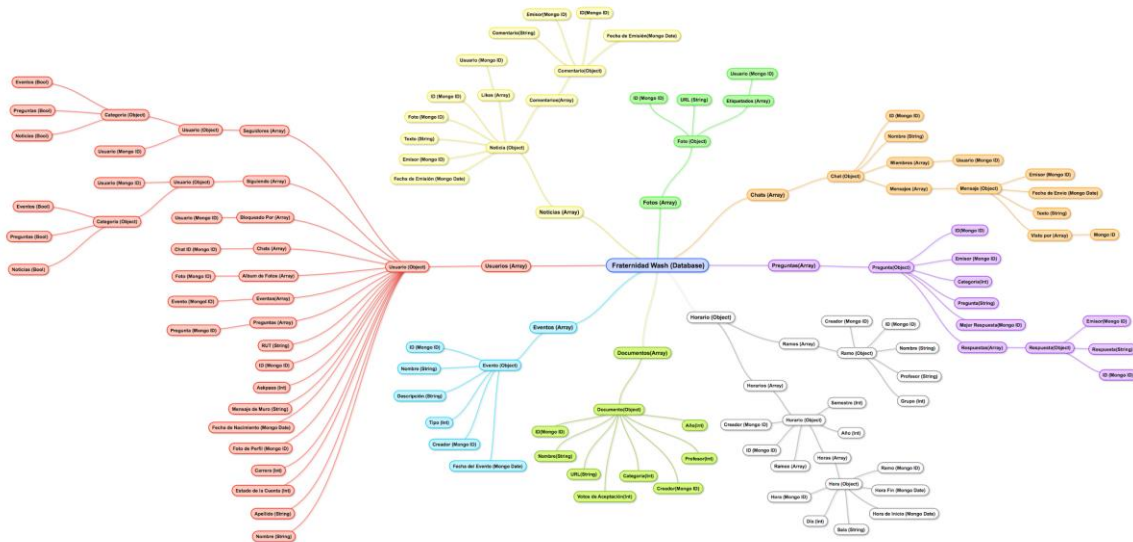 Fraternidad Wash (Database)
Usuarios (Array)
Usuario (Object)
Seguidores (Array)
Usuario (Object)
Categoria (Object)
Eventos (Bool)
Preguntas (Bool)
Noticias (Bool)
Usuario (Mongo ID)
Siguiendo (Array)
Usuario (Object)
Usuario (Mongo ID)
Categoria (Object)
Eventos (Bool)
Preguntas (Bool)
Noticias (Bool)
Bloqueado Por (Array)
Usuario (Mongo ID)
Chats (Array)
Chat ID (Mongo ID)
Album de Fotos (Array)
Foto (Mongo ID)
Eventos(Array)
Evento (Mongol ID)
Preguntas (Array)
Pregunta (Mongo ID)
RUT (String)
ID (Mongo ID)
Askpass (Int)
Mensaje de Muro (String)
Fecha de Nacimiento (Mongo Date)
Foto de Perfil (Mongo ID)
Carrera (Int)
Estado de la Cuenta (Int)
Apellido (String)
Nombre (String)
Noticias (Array)
Noticia (Object)
Comentarios(Array)
Comentario(Object)
Comentario(String)
Emisor(Mongo ID)
ID(Mongo ID)
Fecha de Emisión(Mongo Date)
Likes (Array)
Usuario (Mongo ID)
ID (Mongo ID)
Foto (Mongo ID)
Texto (String)
Emisor (Mongo ID)
Fecha de Emisión (Mongo Date)
Fotos (Array)
Foto (Object)
ID (Mongo ID)
URL (String)
Etiquetados (Array)
Usuario (Mongo ID)
Chats (Array)
Chat (Object)
ID (Mongo ID)
Nombre (String)
Miembros (Array)
Usuario (Mongo ID)
Mensajes (Array)
Mensaje (Object)
Emisor (Mongo ID)
Fecha de Envio (Mongo Date)
Texto (String)
Visto por (Array)
Mongo ID
Preguntas(Array)
Pregunta(Object)
ID(Mongo ID)
Emisor (Mongo ID)
Categoria(Int)
Pregunta(String)
Mejor Respuesta(Mongo ID)
Respuestas(Array)
Respuesta(Object)
Emisor(Mongo ID)
Respuesta(String)
ID (Mongo ID)
Horario (Object)
Ramos (Array)
Ramo (Object)
Creador (Mongo ID)
ID (Mongo ID)
Nombre (String)
Profesor (String)
Grupo (Int)
Horarios (Array)
Horario (Object)
Semestre (Int)
Año (Int)
Creador (Mongo ID)
ID (Mongo ID)
Ramos (Array)
Horas (Array)
Hora (Object)
Ramo (Mongo ID)
Hora Fin (Mongo Date)
Hora de Inicio (Mongo Date)
Sala (String)
Dia (Int)
Hora (Mongo ID)
Documentos(Array)
Documento(Object)
ID(Mongo ID)
Nombre(String)
URL(String)
Votos de Aceptación(Int)
Categoria(Int)
Creador(Mongo ID)
Profesor(Int)
Año(Int)
Eventos (Array)
Evento (Object)
ID (Mongo ID)
Nombre (String)
Descripción (String)
Tipo (Int)
Creador (Mongo ID)
Fecha del Evento (Mongo Date)